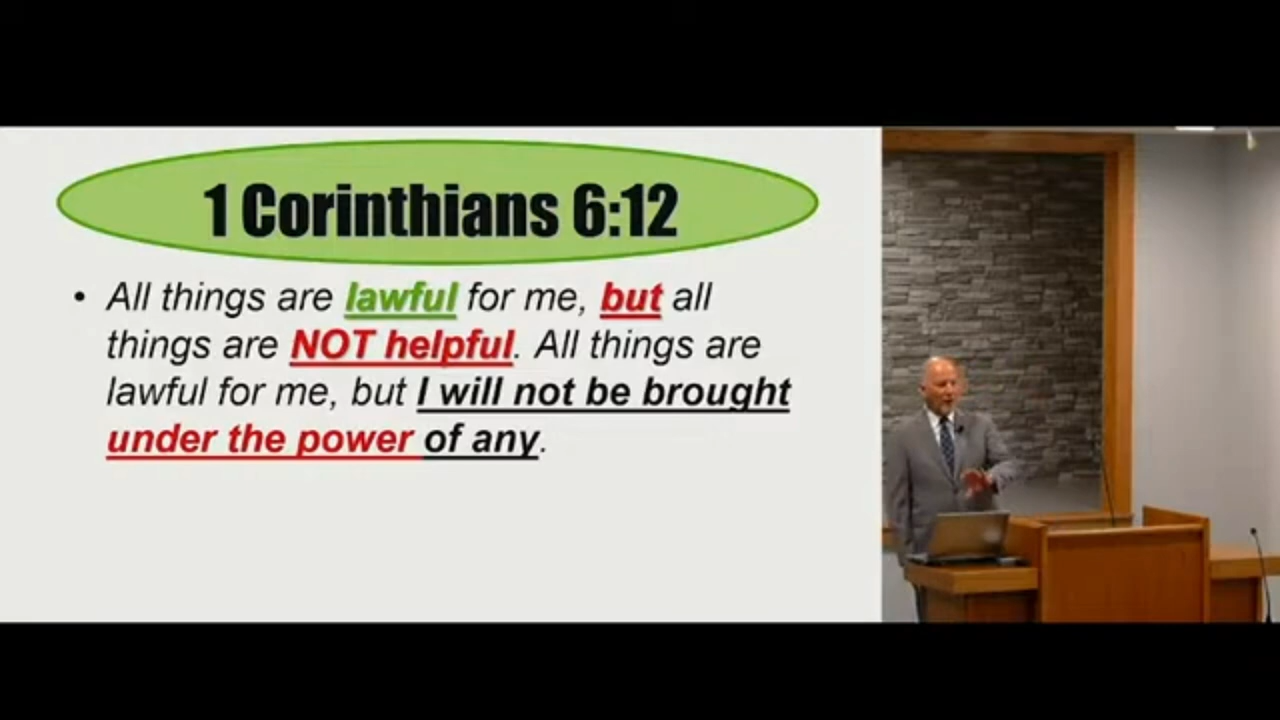 1 Corinthians 6:12
• All things are lawful for me, but all
things are NOT helpful. All things are
lawful for me, but I will not be brought
under the power of any.